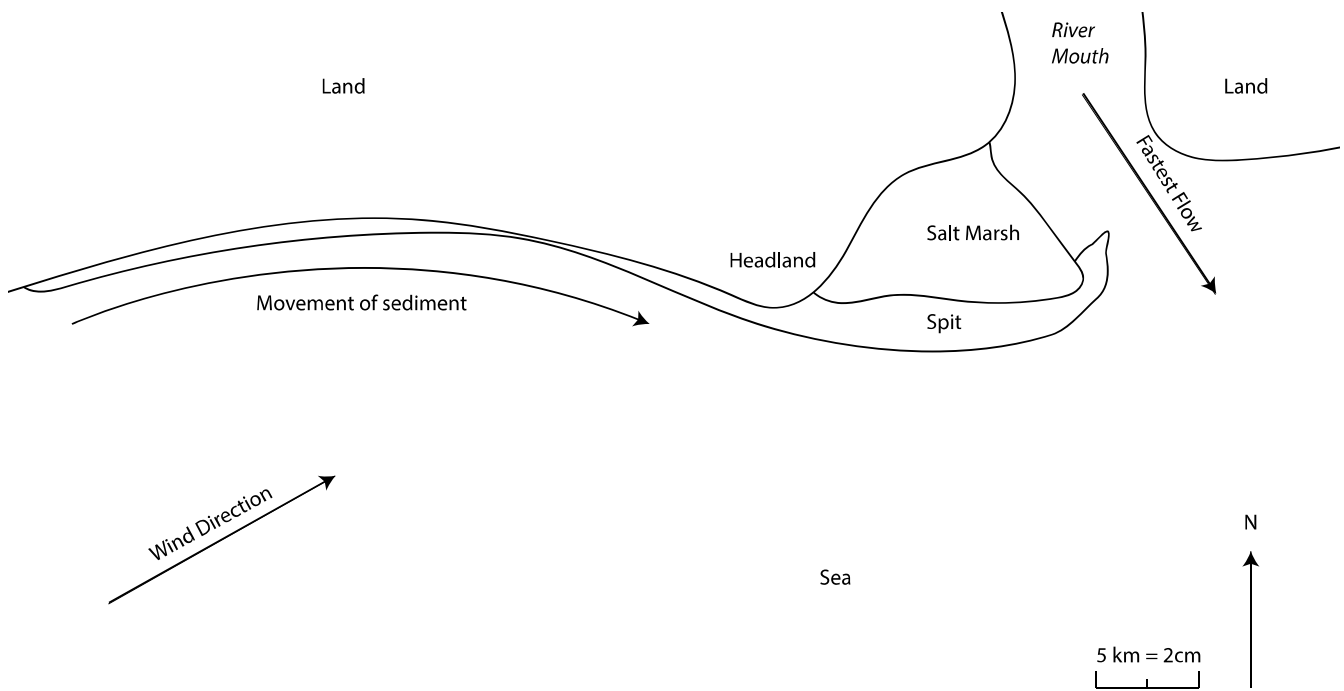 River
Mouth
Land
Land
Fastest Flow
Salt Marsh
Headland
Movement of sediment
Spit
Wind Direction
N
Sea
5 km = 2cm